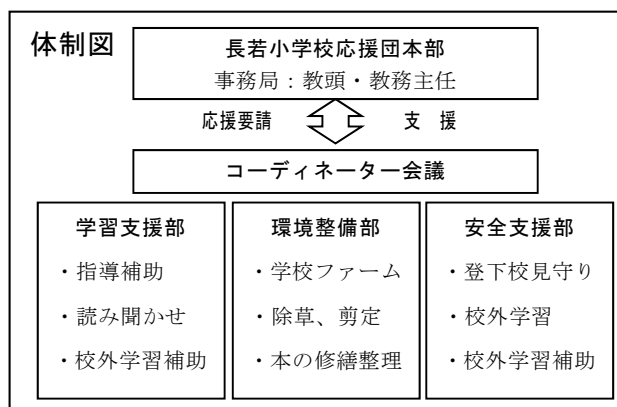 体制図
長若小学校応援団本部
事務局：教頭・教務主任
応援要請 支 援
コーディネーター会議
学習支援部
・指導補助
・読み聞かせ
・校外学習補助
環境整備部
・学校ファーム
・除草、剪定
・本の修繕整理
安全支援部
・登下校見守り
・校外学習
・校外学習補助